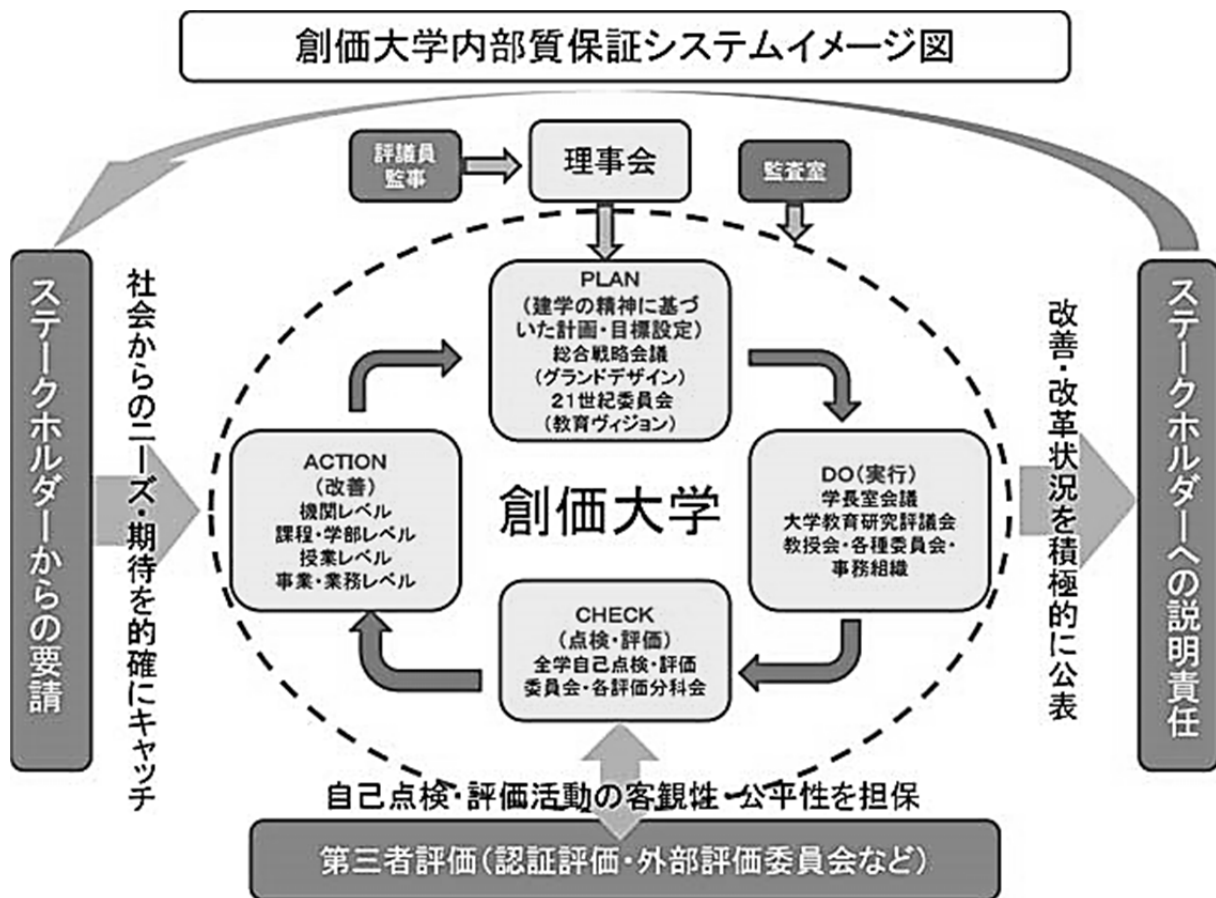 創価大学内部質保証システムイメージ図
評議員
監事
理事会
監査室
ステークホルダーからの要請
社会からのニーズ・期待を的確にキャッチ
PLAN
(建学の精神に基づ
いた計画・目標設定)
総合戦略会議
(グランドデザイン)
21世紀委員会
(教育ヴィジョン)
ACTION
(改善)
機関レベル
課程・学部レベル
授業レベル
事業・業務レベル
創価大学
DO(実行)
学長室会議
大学教育研究評議会
教授会・各種委員会・
事務組織
CHECK
(点検・評価)
全学自己点検・評価
委員会・各評価分科会
改善・改革状況を積極的に公表
ステークホルダーへの説明責任
自己点検・評価活動の客観性・公平性を担保
第三者評価(認証評価・外部評価委員会など)